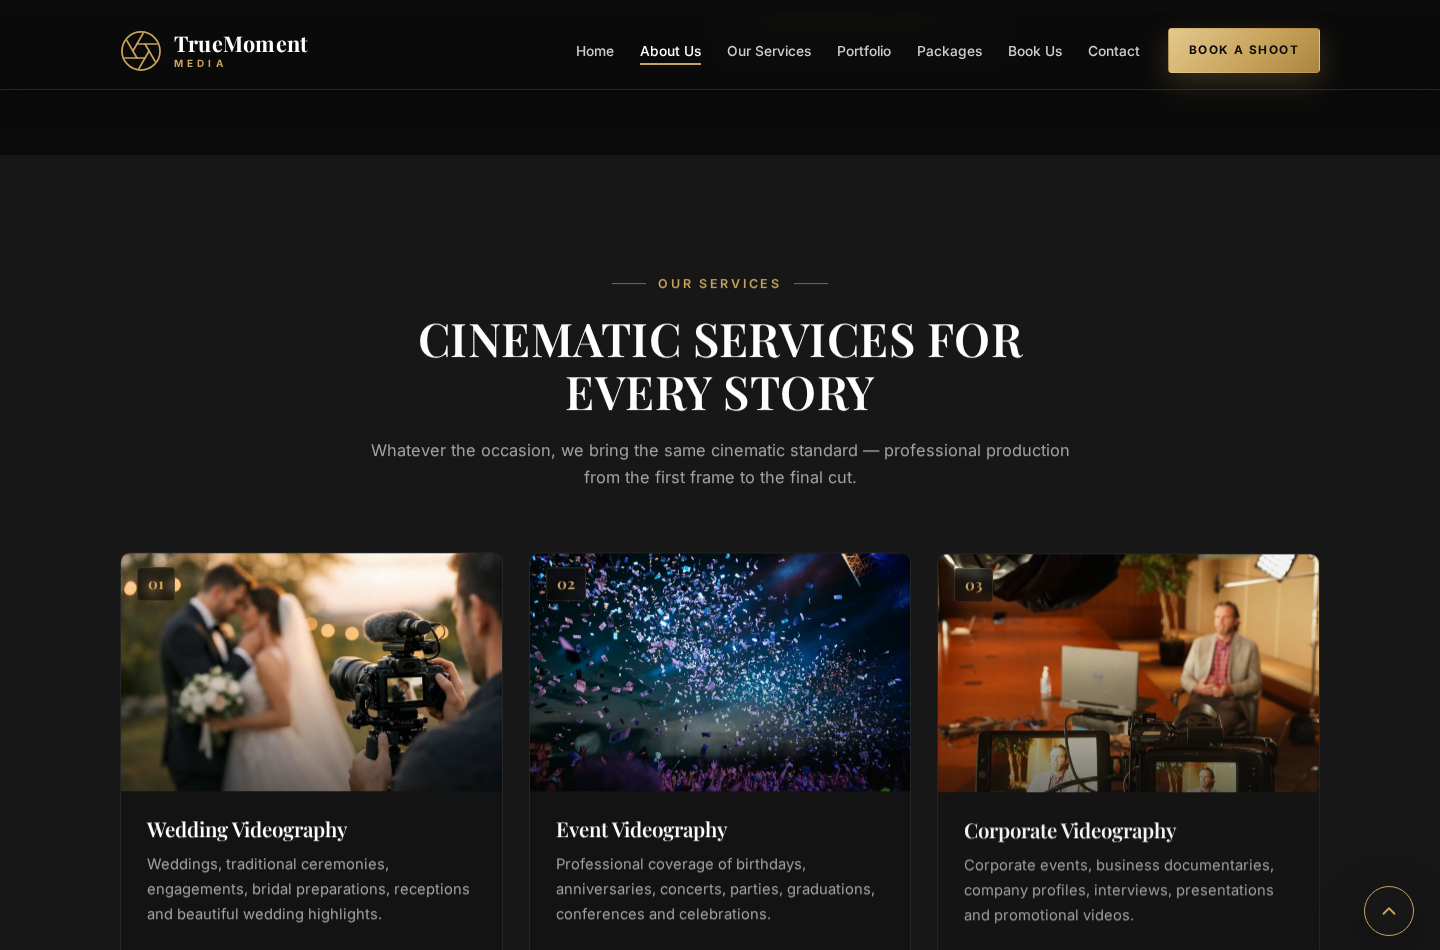 TrueMoment
MEDIA
Home
About Us
Our Services
Portfolio
Packages
Book Us
Contact
BOOK A SHOOT
OUR SERVICES
CINEMATIC SERVICES FOR
EVERY STORY
Whatever the occasion, we bring the same cinematic standard — professional production
from the first frame to the final cut.
01
02
03
Wedding Videography
Weddings, traditional ceremonies,
engagements, bridal preparations, receptions
and beautiful wedding highlights.
Event Videography
Professional coverage of birthdays,
anniversaries, concerts, parties, graduations,
conferences and celebrations.
Corporate Videography
Corporate events, business documentaries,
company profiles, interviews, presentations
and promotional videos.